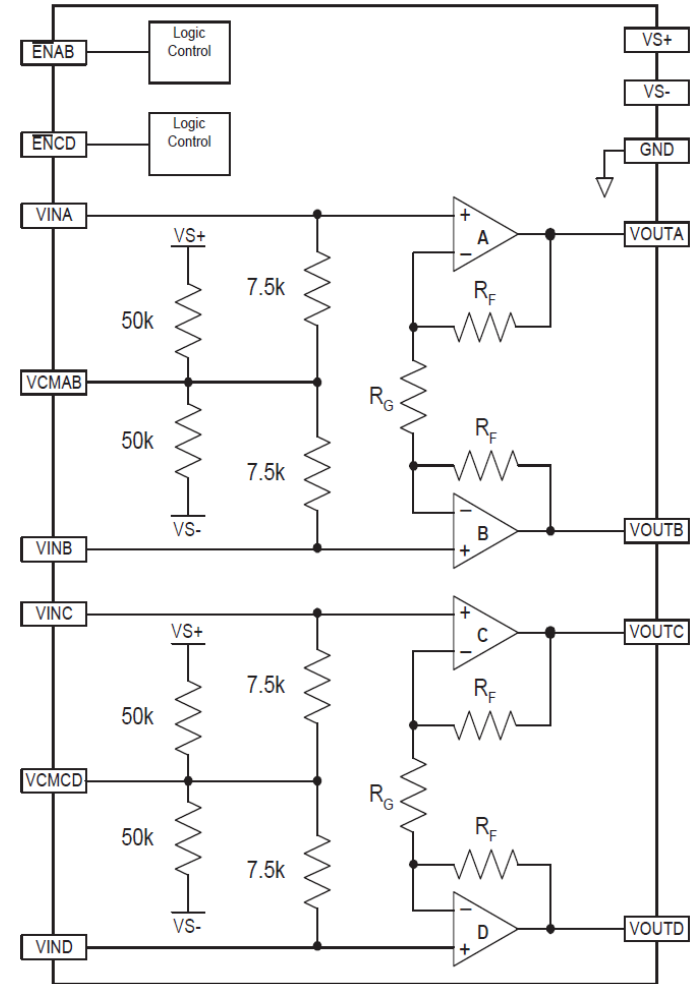 Logic
Control
E̅N̅AB
VS+
VS-
Logic
Control
E̅N̅CD
GND
VINA
A
+
−
VOUTA
VS+
7.5k
50k
RF
VCMAB
RG
50k
RF
7.5k
VS-
−
B
+
VOUTB
VINB
VINC
+
C
−
VOUTC
VS+
7.5k
50k
RF
VCMCD
RG
50k
RF
7.5k
VS-
−
D
+
VOUTD
VIND